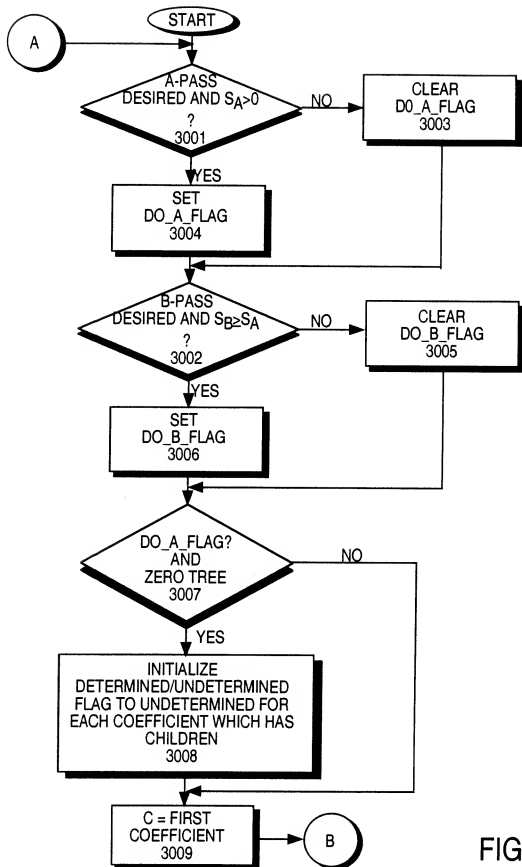 A
START
A-PASS
DESIRED AND SA>0
?
3001
NO
CLEAR
D0_A_FLAG
3003
YES
SET
DO_A_FLAG
3004
B-PASS
DESIRED AND SB≥SA
?
3002
NO
CLEAR
DO_B_FLAG
3005
YES
SET
DO_B_FLAG
3006
DO_A_FLAG?
AND
ZERO TREE
3007
NO
YES
INITIALIZE
DETERMINED/UNDETERMINED
FLAG TO UNDETERMINED FOR
EACH COEFFICIENT WHICH HAS
CHILDREN
3008
C = FIRST
COEFFICIENT
3009
B
FIG